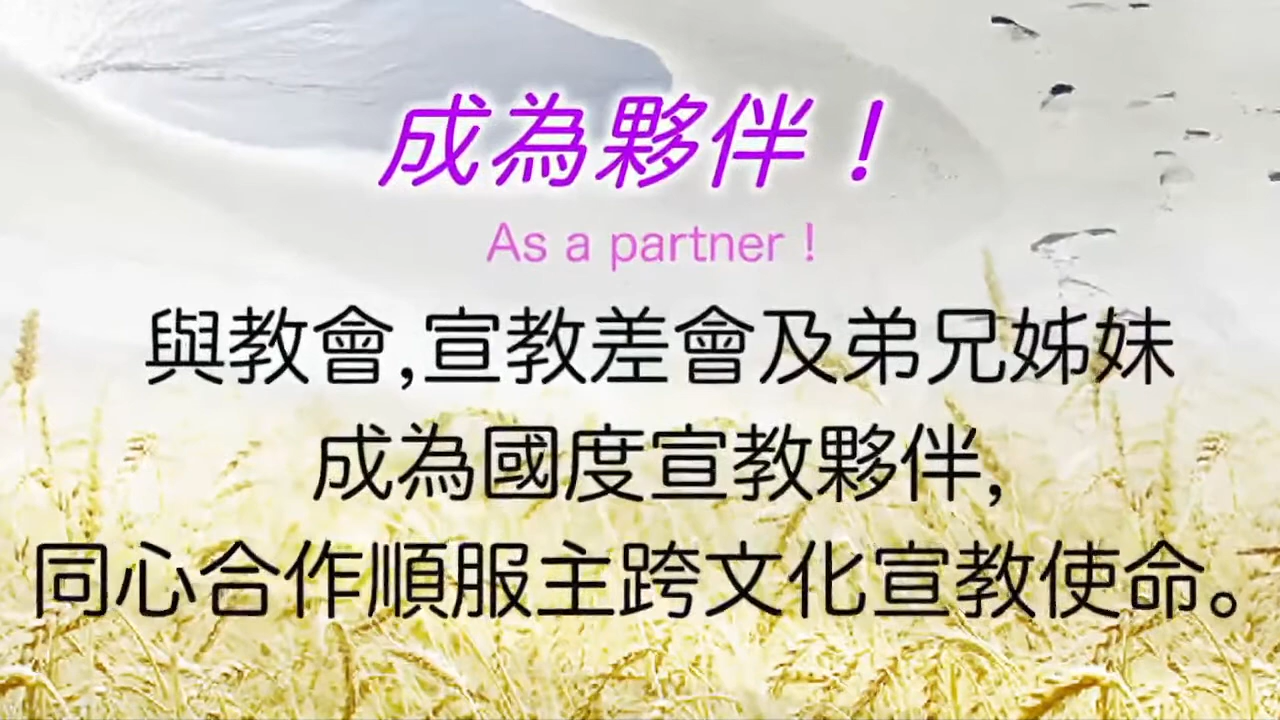 成為夥伴！
As a partner！
與教會,宣教差會及弟兄姊妹
成為國度宣教夥伴,
同心合作順服主跨文化宣教使命。